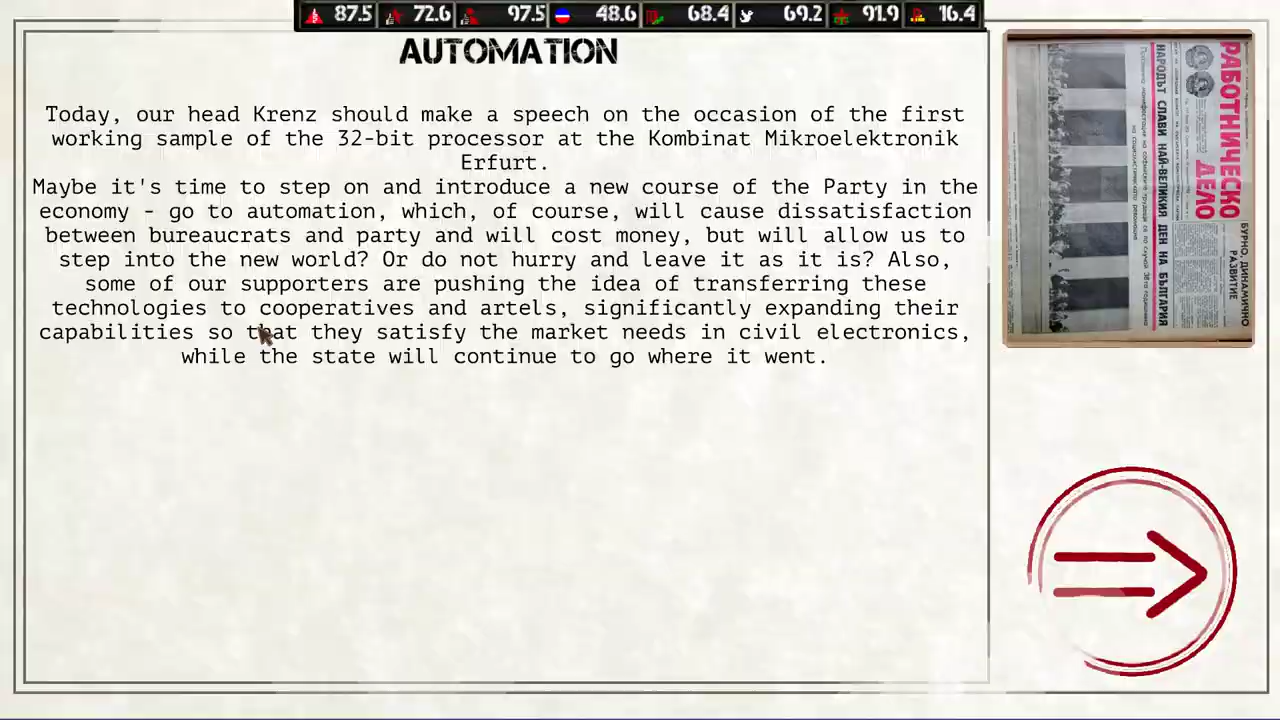 87.5 72.6 97.5 48.6 68.4 69.2 91.9 16.4
AUTOMATION
Today, our head Krenz should make a speech on the occasion of the first
working sample of the 32-bit processor at the Kombinat Mikroelektronik
Erfurt.
Maybe it's time to step on and introduce a new course of the Party in the
economy - go to automation, which, of course, will cause dissatisfaction
between bureaucrats and party and will cost money, but will allow us to
step into the new world? Or do not hurry and leave it as it is? Also,
some of our supporters are pushing the idea of transferring these
technologies to cooperatives and artels, significantly expanding their
capabilities so that they satisfy the market needs in civil electronics,
while the state will continue to go where it went.
РАБОТНИЧЕСКО
ДЕЛО
НАРОДЪТ СЛАВИ НАЙ-ВЕЛИКИЯ ДЕН НА БЪЛГАРИЯ
БУРНО, ДИНАМИЧНО
РАЗВИТИЕ